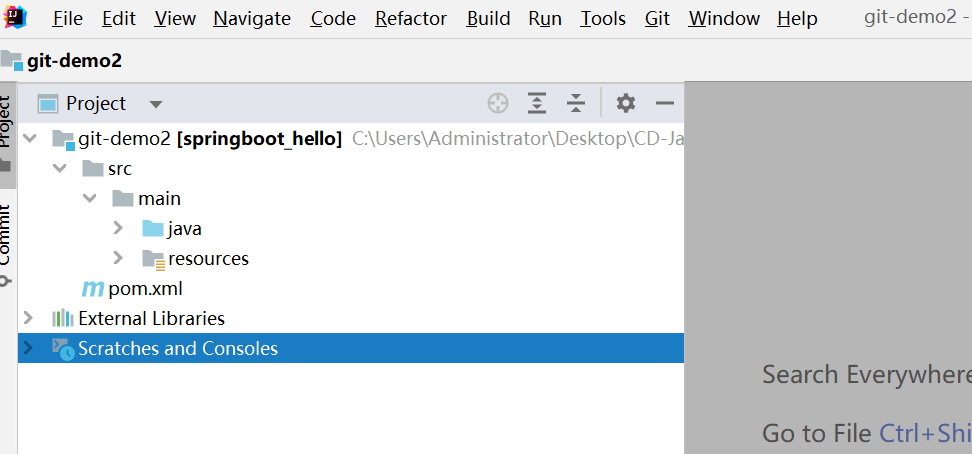 File Edit View Navigate Code Refactor Build Run Tools Git Window Help git-demo2 -
git-demo2
Project
Project
git-demo2 [springboot_hello] C:\Users\Administrator\Desktop\CD-Ja
src
main
java
resources
Commit
pom.xml
External Libraries
Scratches and Consoles
Search Everywhere
Go to File Ctrl+Shi